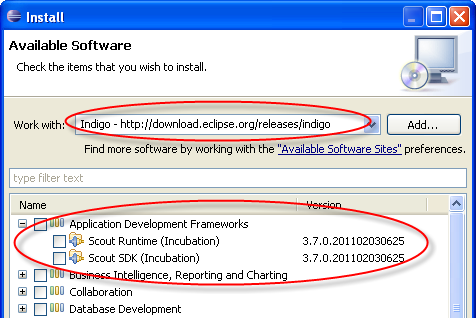 Install
Available Software
Check the items that you wish to install.
Work with: Indigo - http://download.eclipse.org/releases/indigo Add...
Find more software by working with the "Available Software Sites" preferences.
type filter text
Name Version
Application Development Frameworks
Scout Runtime (Incubation) 3.7.0.201102030625
Scout SDK (Incubation) 3.7.0.201102030625
Business Intelligence, Reporting and Charting
Collaboration
Database Development